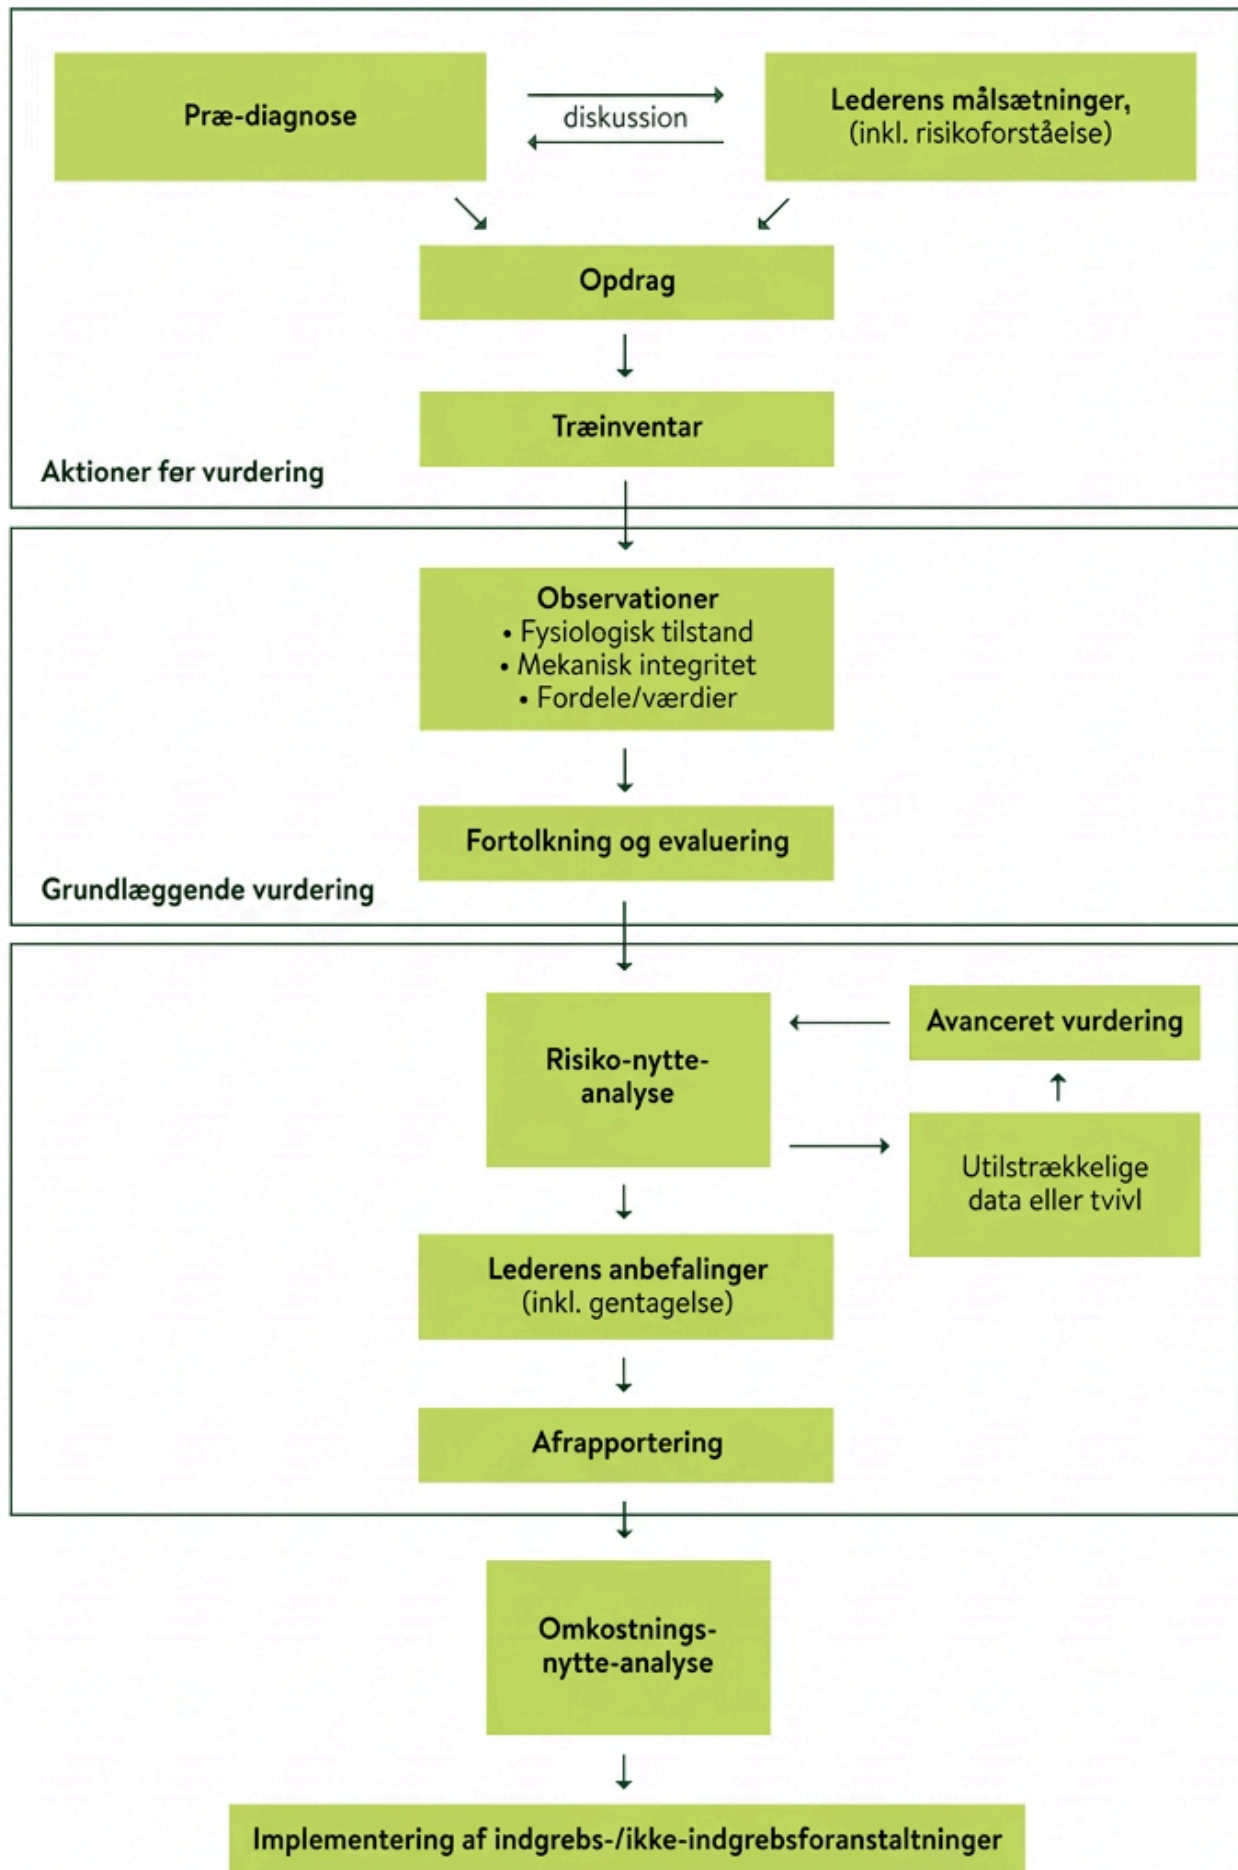 Præ-diagnose
diskussion
Lederens målsætninger,
(inkl. risikoforståelse)
Opdrag
Træinventar
Aktioner før vurdering
Observationer
• Fysiologisk tilstand
• Mekanisk integritet
• Fordele/værdier
Fortolkning og evaluering
Grundlæggende vurdering
Risiko-nytte-
analyse
Avanceret vurdering
Utilstrækkelige
data eller tvivl
Lederens anbefalinger
(inkl. gentagelse)
Afrapportering
Omkostnings-
nytte-analyse
Implementering af indgrebs-/ikke-indgrebsforanstaltninger